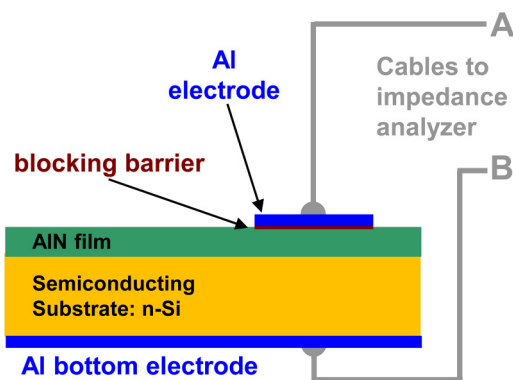 A
Al
electrode
Cables to
impedance
analyzer
blocking barrier
B
AlN film
Semiconducting
Substrate: n-Si
Al bottom electrode